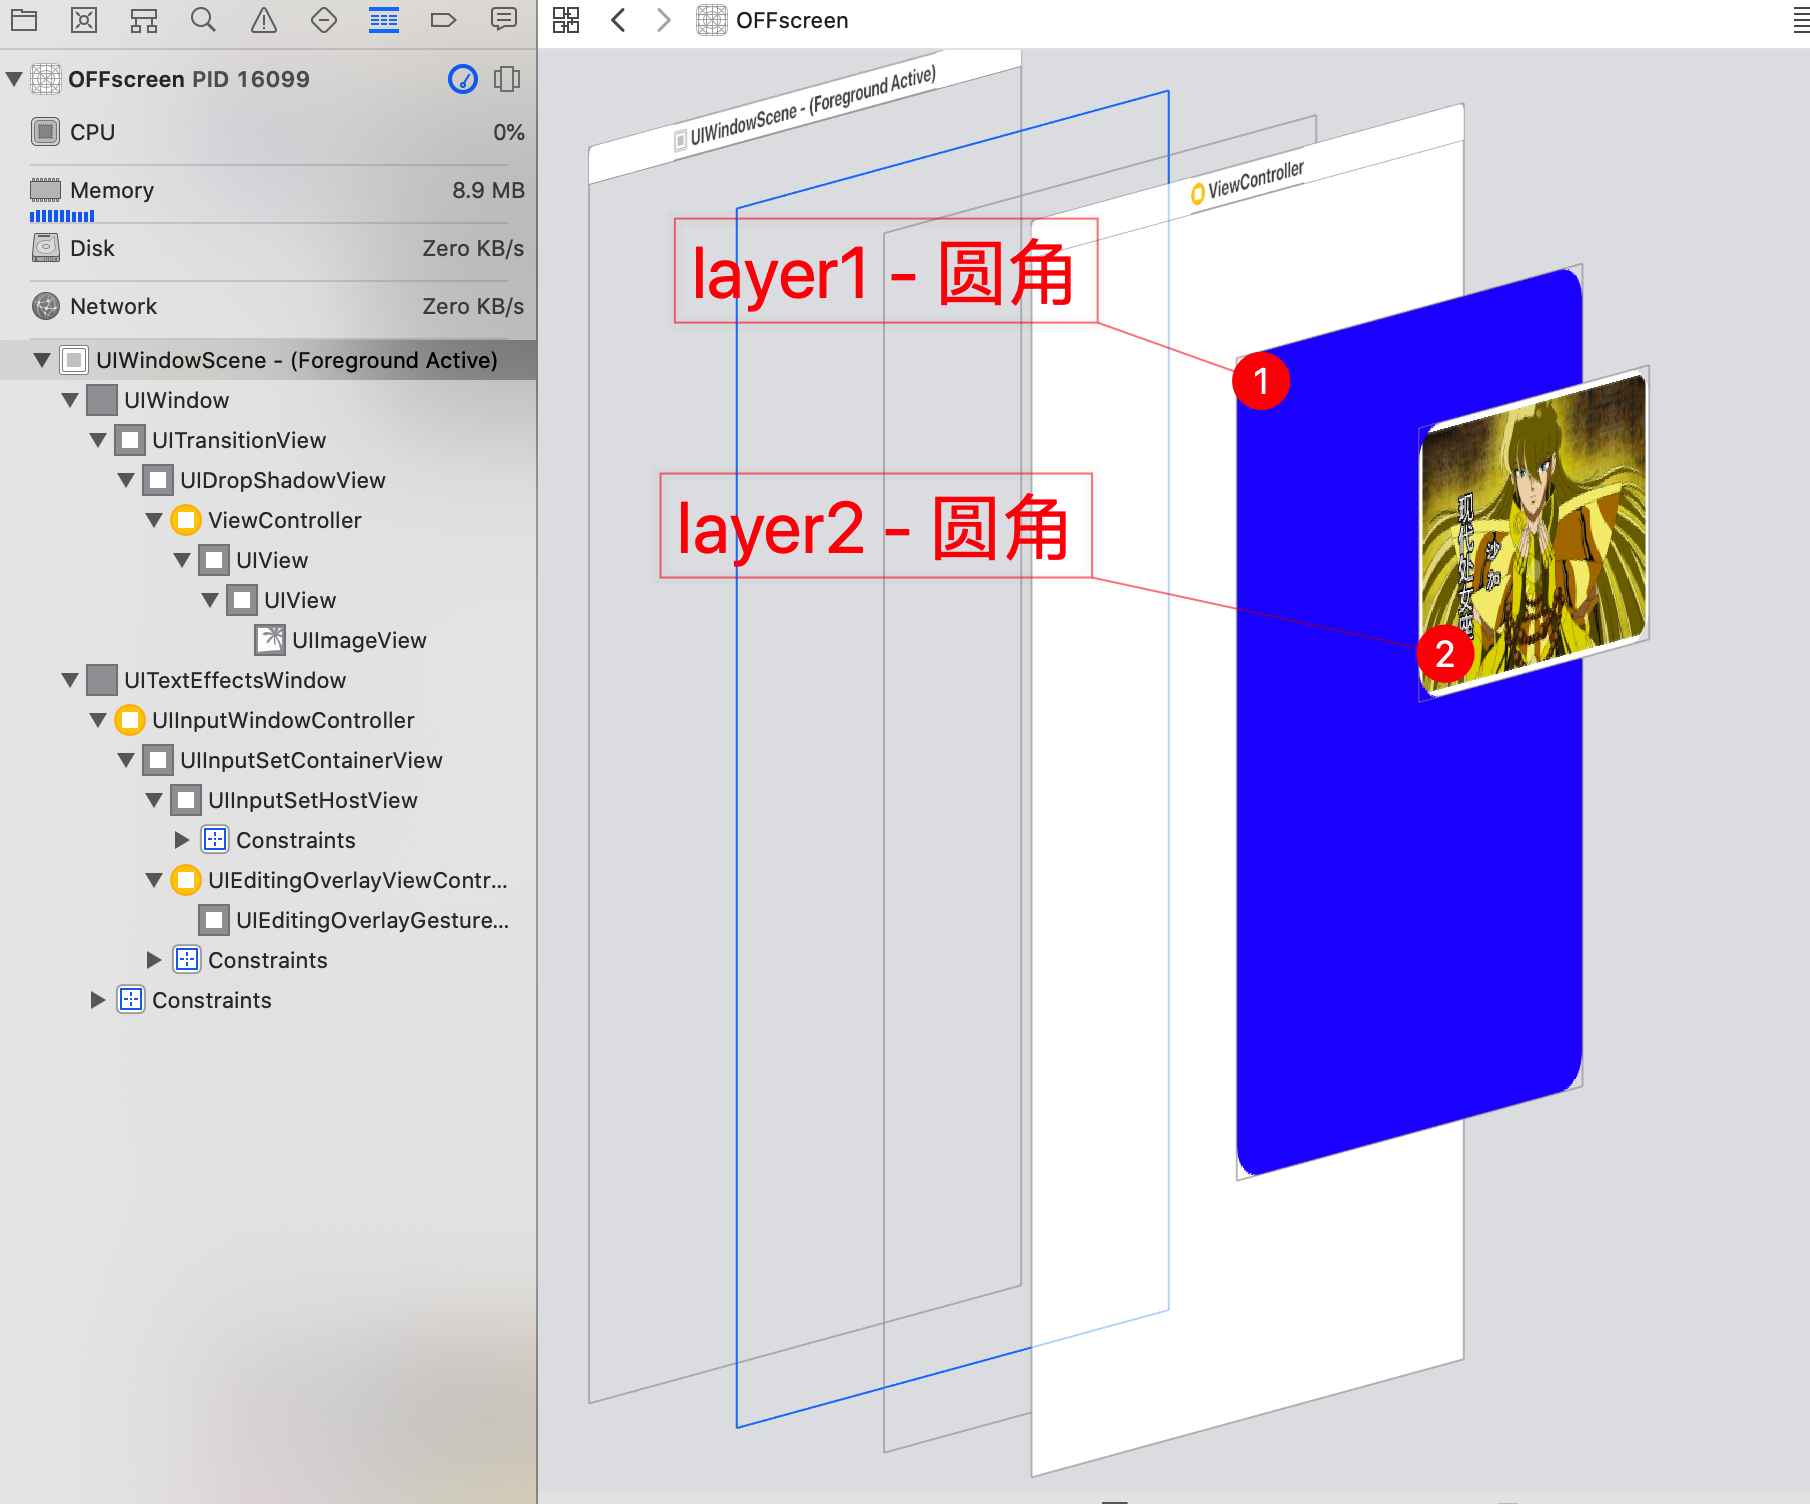 OFFscreen PID 16099
CPU 0%
Memory 8.9 MB
Disk Zero KB/s
Network Zero KB/s
UIWindowScene - (Foreground Active)
UIWindow
UITransitionView
UIDropShadowView
ViewController
UIView
UIView
UIImageView
UITextEffectsWindow
UIInputWindowController
UIInputSetContainerView
UIInputSetHostView
Constraints
UIEditingOverlayViewContr...
UIEditingOverlayGesture...
Constraints
Constraints
OFFscreen
UIWindowScene - (Foreground Active)
ViewController
layer1 - 圆角
1
layer2 - 圆角
2
现代处女座
沙加